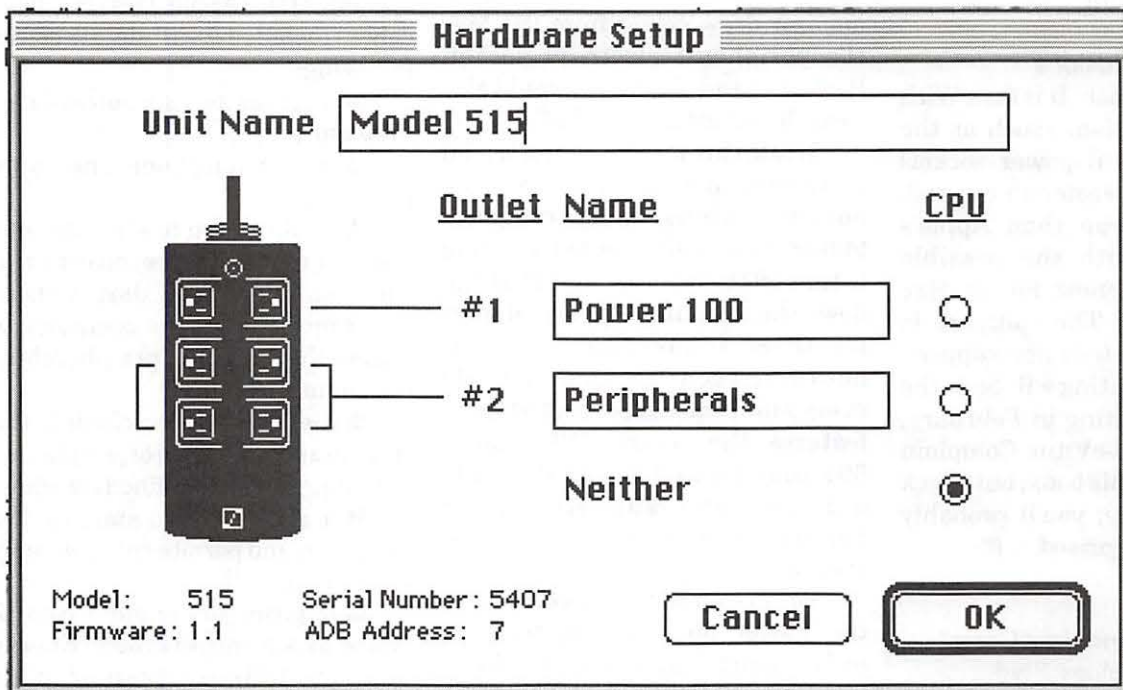 Hardware Setup
Unit Name Model 515
Outlet Name CPU
#1 Power 100
#2 Peripherals
Neither
Model: 515 Serial Number: 5407
Firmware: 1.1 ADB Address: 7
Cancel OK